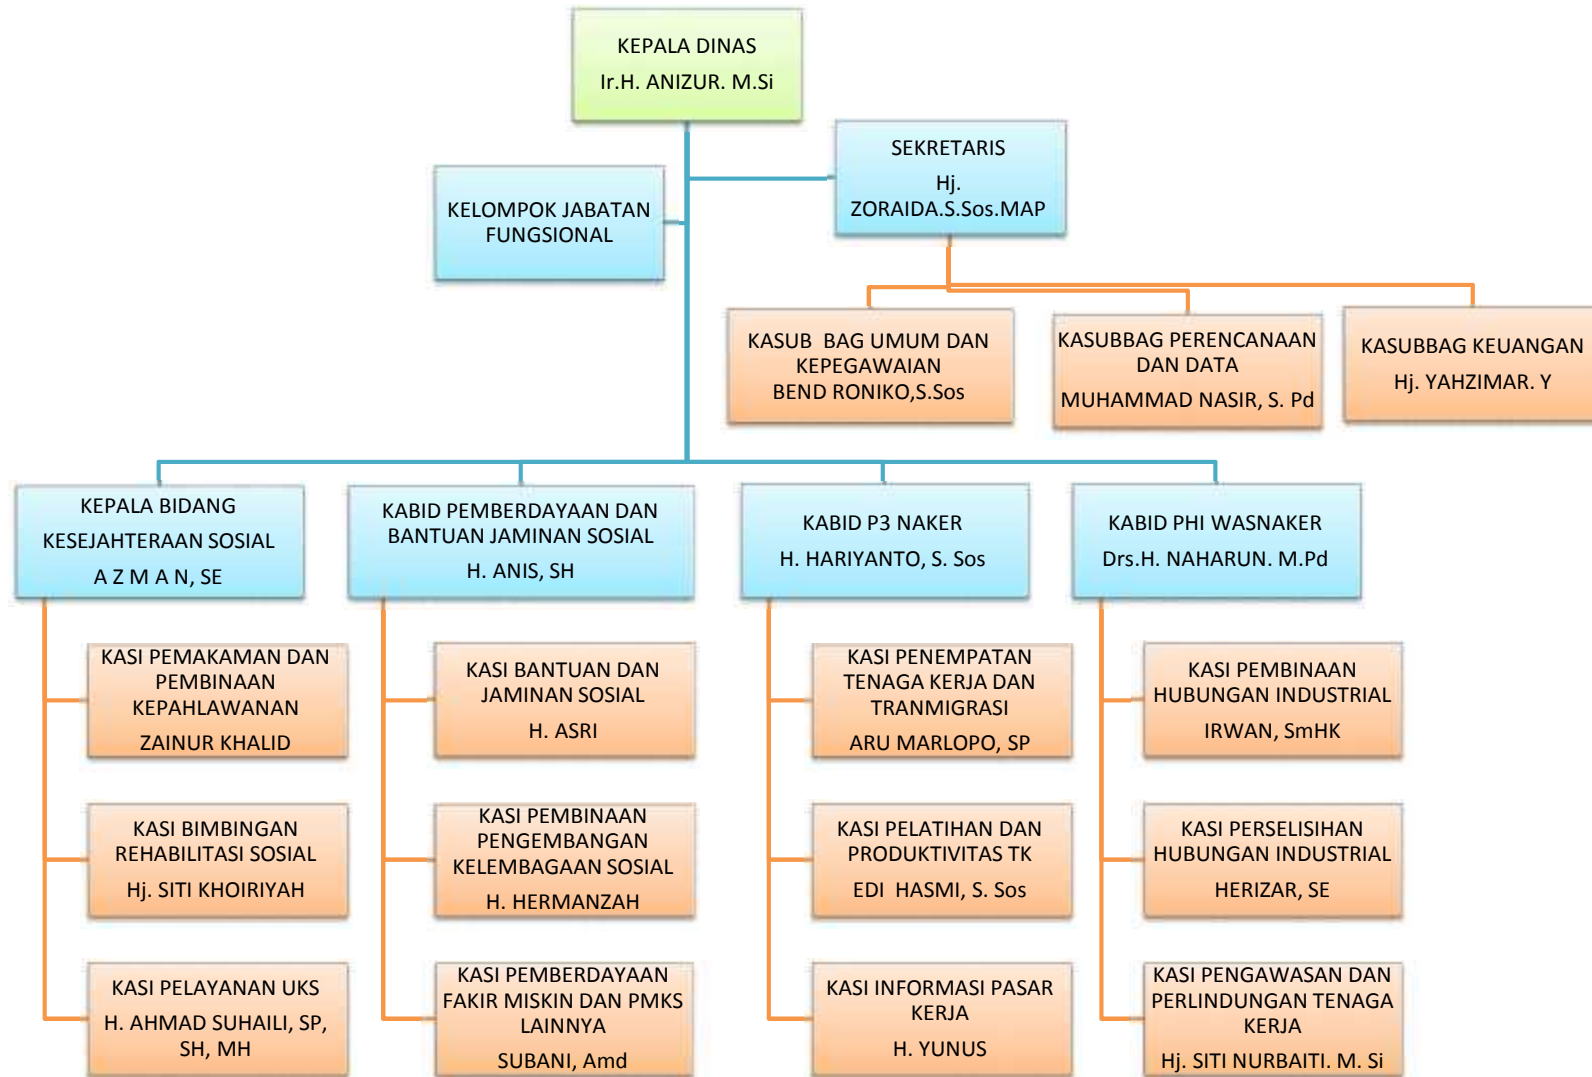 KEPALA DINAS
Ir.H. ANIZUR. M.Si
SEKRETARIS
Hj.
ZORAIDA.S.Sos.MAP
KELOMPOK JABATAN
FUNGSIONAL
KASUB  BAG UMUM DAN
KEPEGAWAIAN
BEND RONIKO,S.Sos
KASUBBAG PERENCANAAN
DAN DATA
MUHAMMAD NASIR, S. Pd
KASUBBAG KEUANGAN
Hj. YAHZIMAR. Y
KEPALA BIDANG
KESEJAHTERAAN SOSIAL
A Z M A N, SE
KABID PEMBERDAYAAN DAN
BANTUAN JAMINAN SOSIAL
H. ANIS, SH
KABID P3 NAKER
H. HARIYANTO, S. Sos
KABID PHI WASNAKER
Drs.H. NAHARUN. M.Pd
KASI PEMAKAMAN DAN
PEMBINAAN
KEPAHLAWANAN
ZAINUR KHALID
KASI BANTUAN DAN
JAMINAN SOSIAL
H. ASRI
KASI PENEMPATAN
TENAGA KERJA DAN
TRANMIGRASI
ARU MARLOPO, SP
KASI PEMBINAAN
HUBUNGAN INDUSTRIAL
IRWAN, SmHK
KASI BIMBINGAN
REHABILITASI SOSIAL
Hj. SITI KHOIRIYAH
KASI PEMBINAAN
PENGEMBANGAN
KELEMBAGAAN SOSIAL
H. HERMANZAH
KASI PELATIHAN DAN
PRODUKTIVITAS TK
EDI  HASMI, S. Sos
KASI PERSELISIHAN
HUBUNGAN INDUSTRIAL
HERIZAR, SE
KASI PELAYANAN UKS
H. AHMAD SUHAILI, SP,
SH, MH
KASI PEMBERDAYAAN
FAKIR MISKIN DAN PMKS
LAINNYA
SUBANI, Amd
KASI INFORMASI PASAR
KERJA
H. YUNUS
KASI PENGAWASAN DAN
PERLINDUNGAN TENAGA
KERJA
Hj. SITI NURBAITI. M. Si